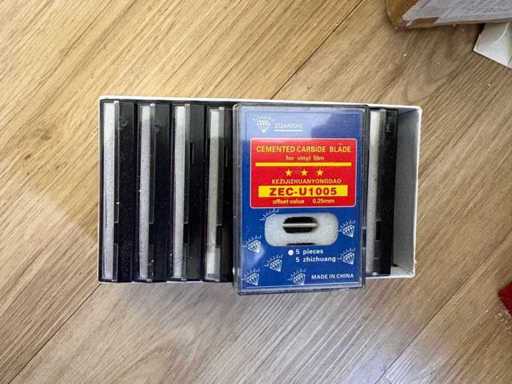 CEMENTED CARBIDE BLADE
for vinyl film
KEZIJIZHUANYONGDAO
ZEC-U1005
offset value 0.25mm
5 pieces
5 zhizhuang
MADE IN CHINA